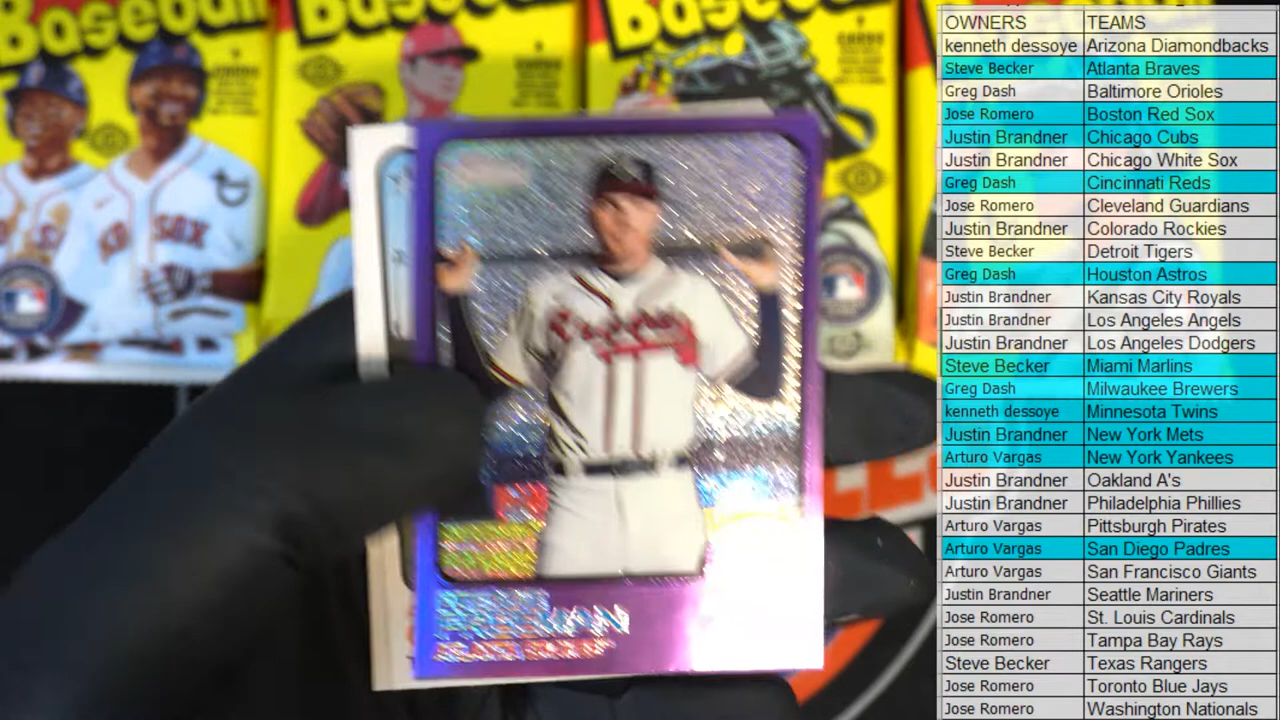 Baseball
Baseball
Baseball
SOX
FREEMAN
OWNERS TEAMS
kenneth dessoye Arizona Diamondbacks
Steve Becker Atlanta Braves
Greg Dash Baltimore Orioles
Jose Romero Boston Red Sox
Justin Brandner Chicago Cubs
Justin Brandner Chicago White Sox
Greg Dash Cincinnati Reds
Jose Romero Cleveland Guardians
Justin Brandner Colorado Rockies
Steve Becker Detroit Tigers
Greg Dash Houston Astros
Justin Brandner Kansas City Royals
Justin Brandner Los Angeles Angels
Justin Brandner Los Angeles Dodgers
Steve Becker Miami Marlins
Greg Dash Milwaukee Brewers
kenneth dessoye Minnesota Twins
Justin Brandner New York Mets
Arturo Vargas New York Yankees
Justin Brandner Oakland A's
Justin Brandner Philadelphia Phillies
Arturo Vargas Pittsburgh Pirates
Arturo Vargas San Diego Padres
Arturo Vargas San Francisco Giants
Justin Brandner Seattle Mariners
Jose Romero St. Louis Cardinals
Jose Romero Tampa Bay Rays
Steve Becker Texas Rangers
Jose Romero Toronto Blue Jays
Jose Romero Washington Nationals